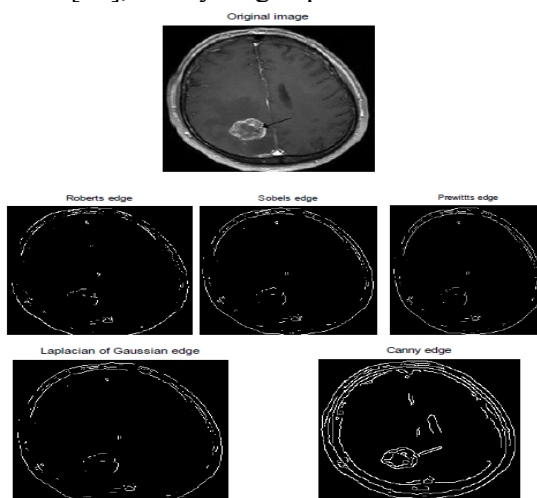 Original image
Roberts edge
Sobels edge
Prewittts edge
Laplacian of Gaussian edge
Canny edge